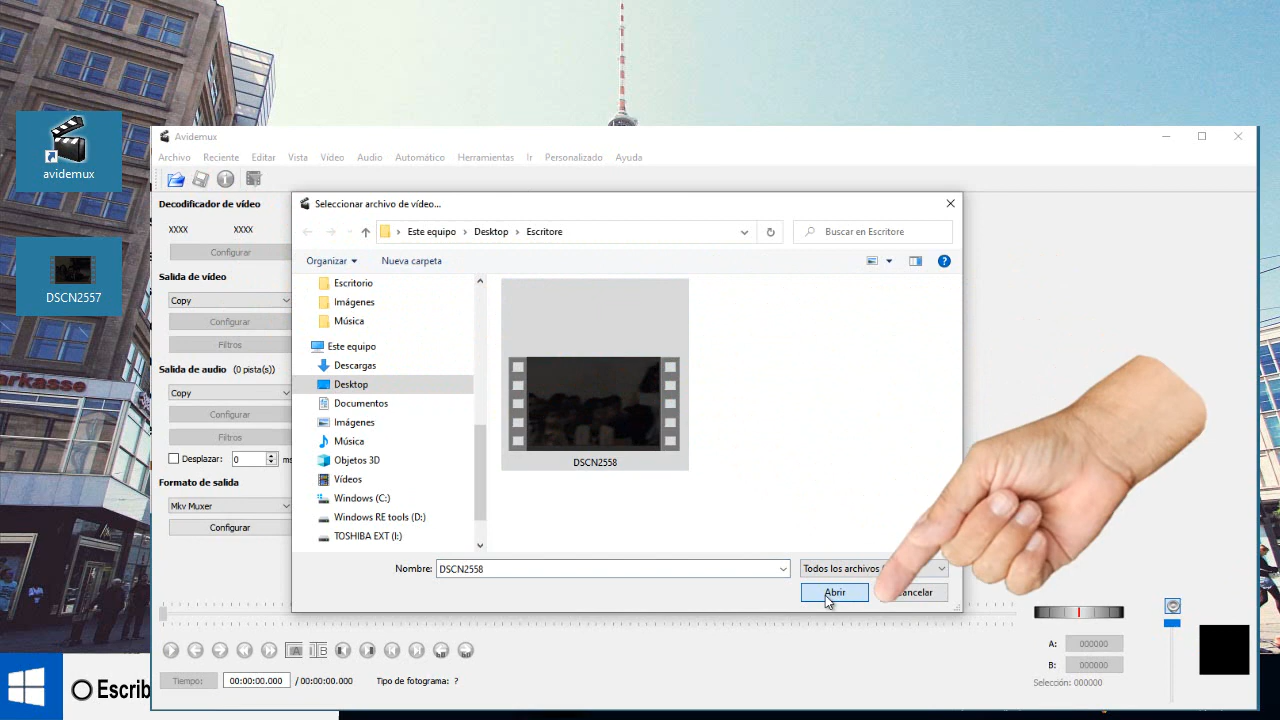 avidemux
DSCN2557
arkasse
Escrib
Avidemux
Archivo Reciente Editar Vista Vídeo Audio Automático Herramientas Ir Personalizado Ayuda
Decodificador de vídeo
XXXX XXXX
Configurar
Salida de vídeo
Copy
Configurar
Filtros
Salida de audio (0 pista(s))
Copy
Configurar
Filtros
Desplazar: 0 ms
Formato de salida
Mkv Muxer
Configurar
Seleccionar archivo de vídeo...
Este equipo › Desktop › Escritore
Buscar en Escritore
Organizar Nueva carpeta
Escritorio
Imágenes
Música
Este equipo
Descargas
Desktop
Documentos
Imágenes
Música
Objetos 3D
Vídeos
Windows (C:)
Windows RE tools (D:)
TOSHIBA EXT (I:)
DSCN2558
Nombre: DSCN2558
Todos los archivos
Abrir
ancelar
A B
60 60
A: 000000
B: 000000
Selección: 000000
Tiempo: 00:00:00.000 / 00:00:00.000 Tipo de fotograma: ?